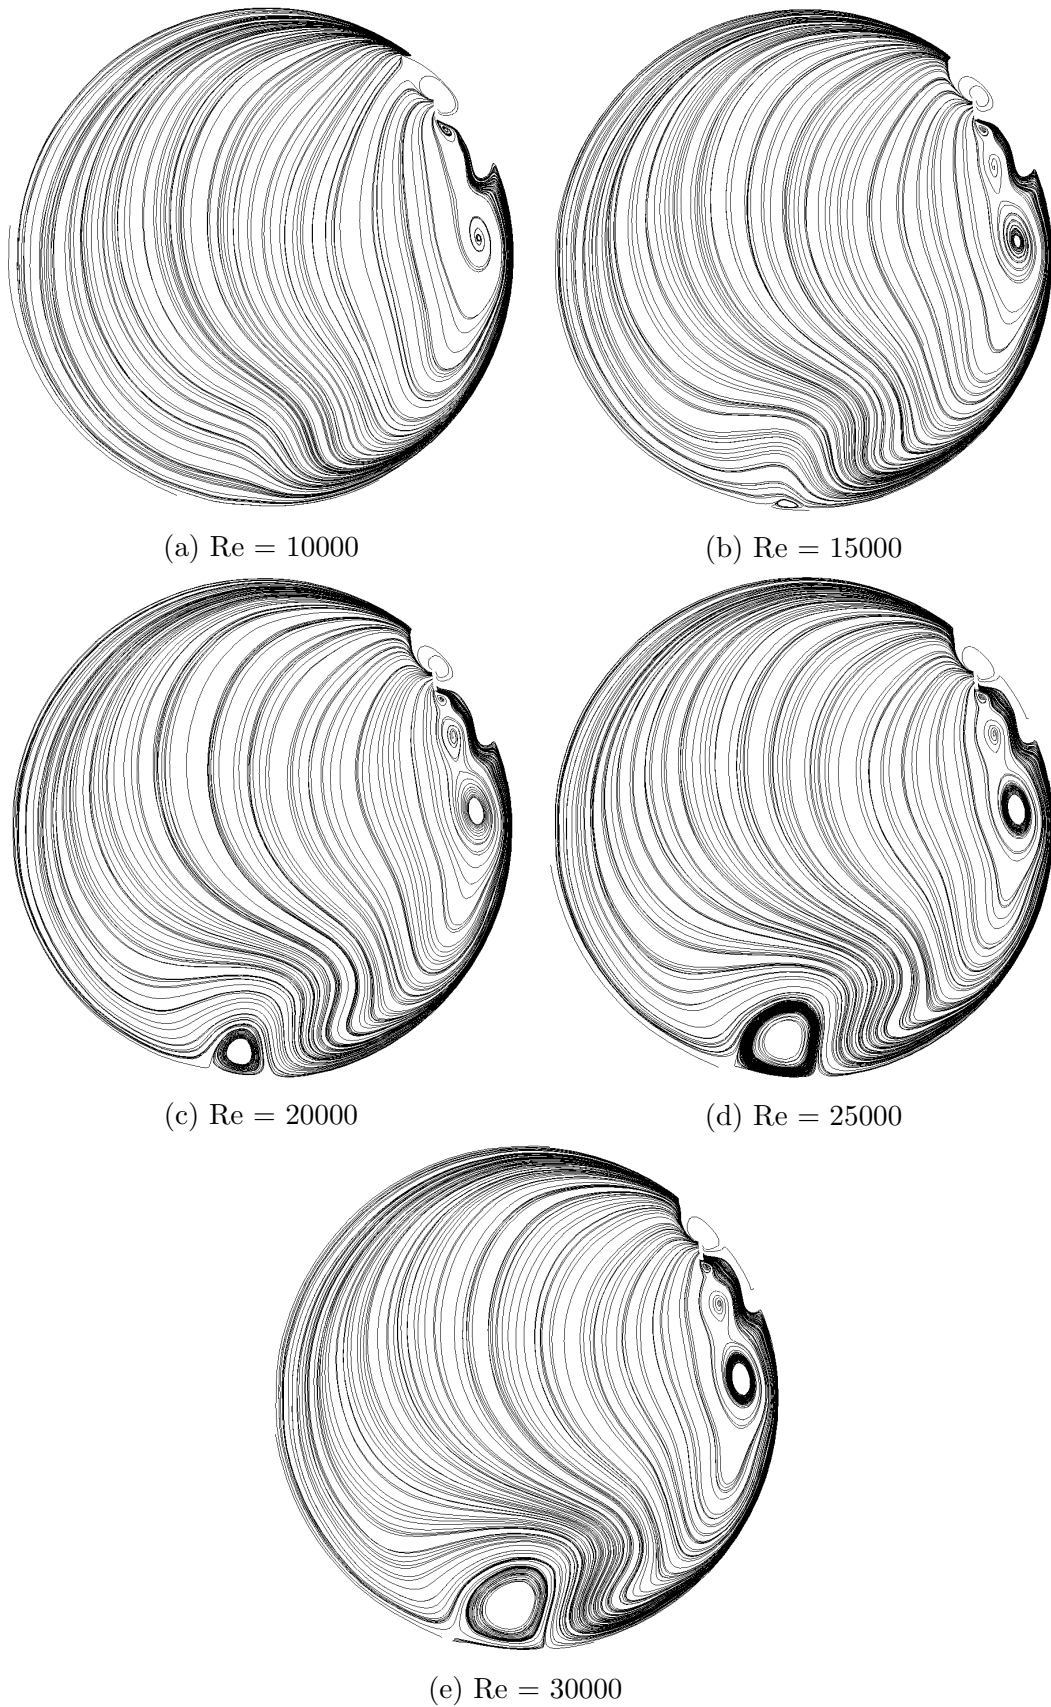 (a) Re = 10000
(b) Re = 15000
(c) Re = 20000
(d) Re = 25000
(e) Re = 30000